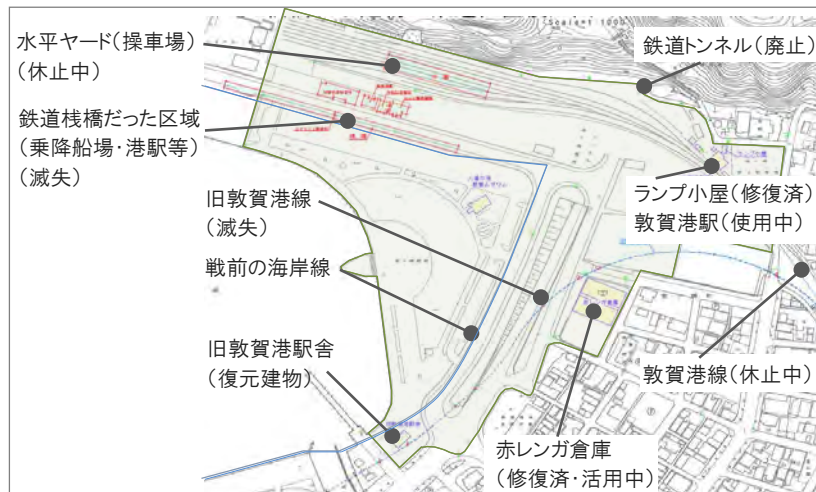 水平ヤード(操車場)
(休止中)
鉄道桟橋だった区域
(乗降船場・港駅等)
(滅失)
旧敦賀港線
(滅失)
戦前の海岸線
旧敦賀港駅舎
(復元建物)
鉄道トンネル(廃止)
ランプ小屋(修復済)
敦賀港駅(使用中)
敦賀港線(休止中)
赤レンガ倉庫
(修復済・活用中)